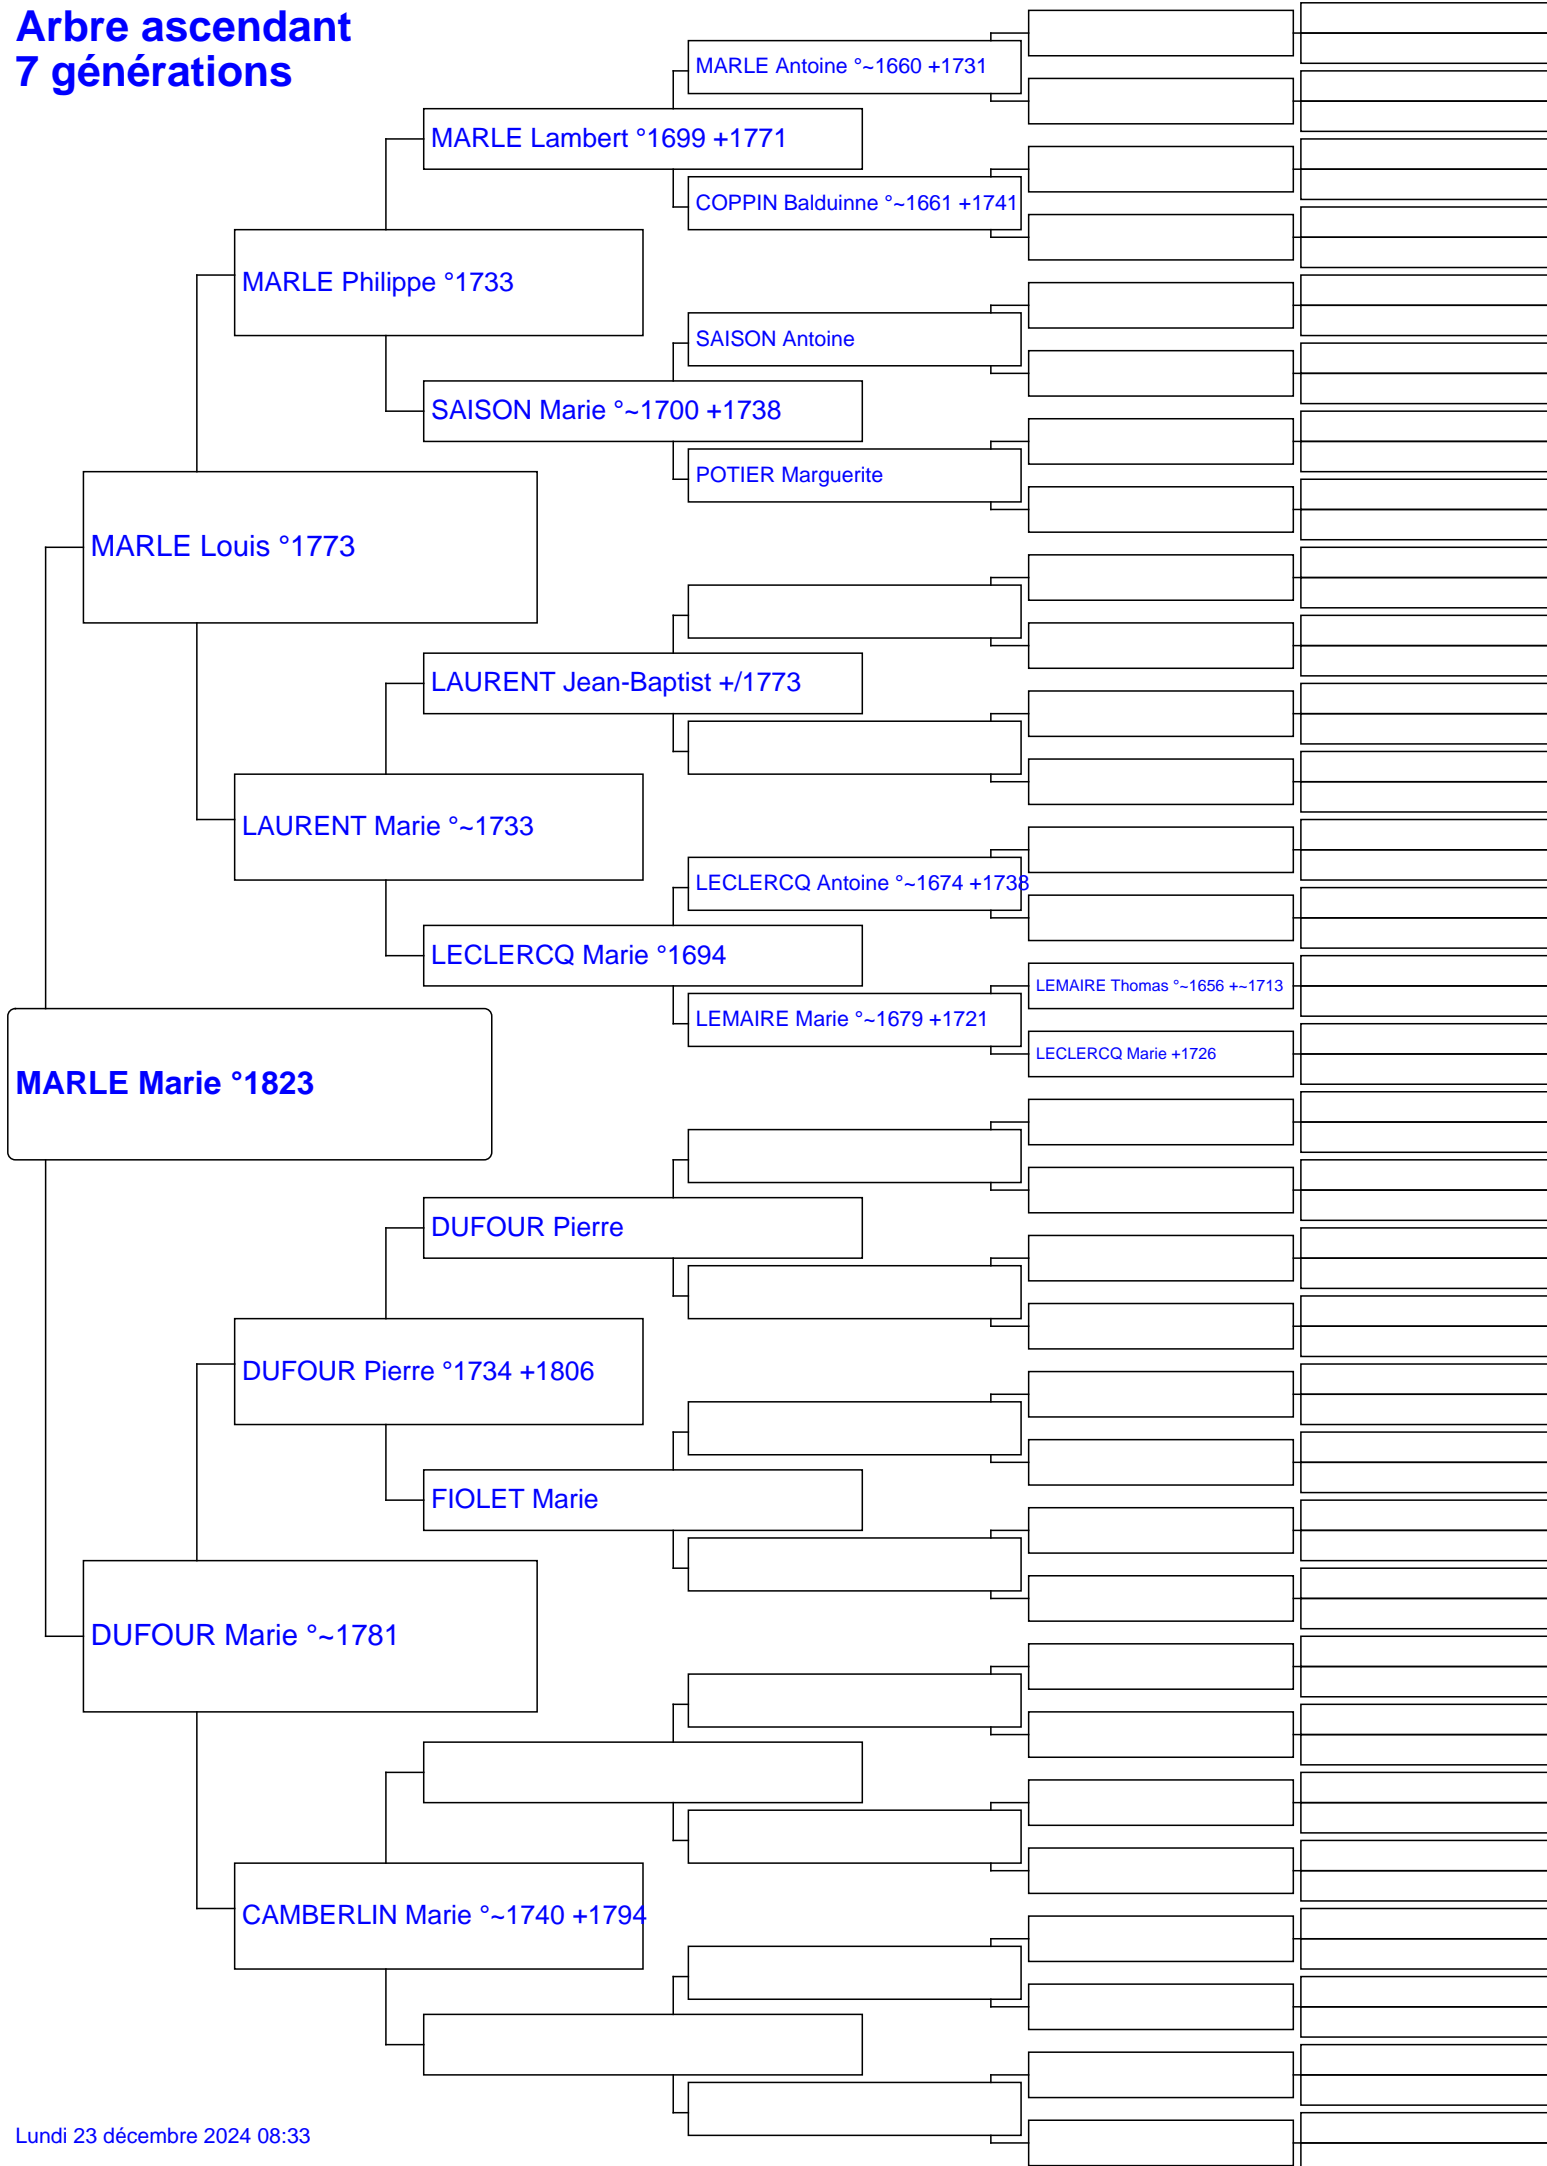 Arbre ascendant
7 générations
MARLE Antoine °~1660 +1731
MARLE Lambert °1699 +1771
COPPIN Balduinne °~1661 +1741
MARLE Philippe °1733
SAISON Antoine
SAISON Marie °~1700 +1738
POTIER Marguerite
MARLE Louis °1773
LAURENT Jean-Baptist +/1773
LAURENT Marie °~1733
LECLERCQ Antoine °~1674 +1738
LECLERCQ Marie °1694
LEMAIRE Thomas °~1656 +~1713
LEMAIRE Marie °~1679 +1721
LECLERCQ Marie +1726
MARLE Marie °1823
DUFOUR Pierre
DUFOUR Pierre °1734 +1806
FIOLET Marie
DUFOUR Marie °~1781
CAMBERLIN Marie °~1740 +1794
Lundi 23 décembre 2024 08:33